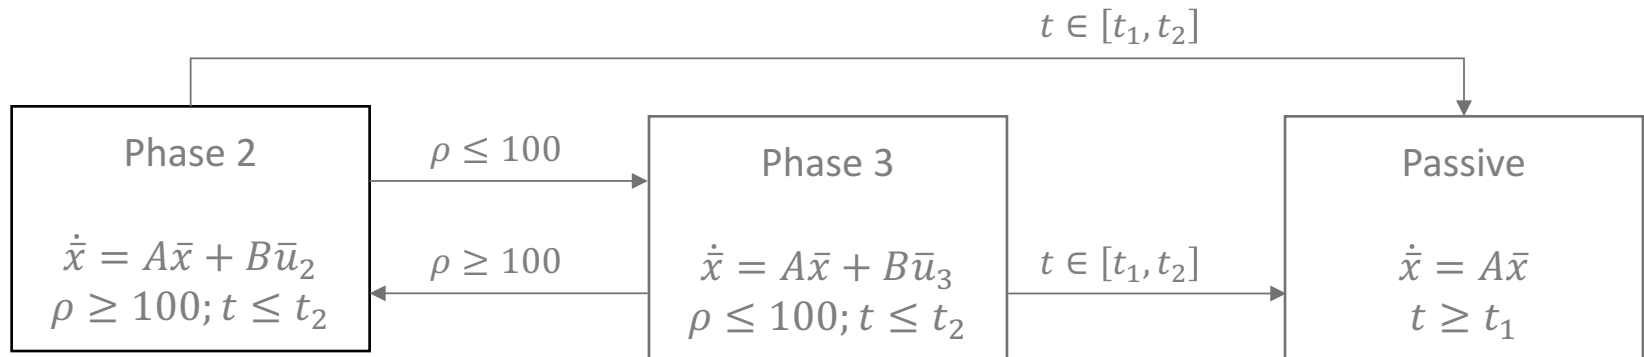 t ∈ [t₁, t₂]
Phase 2
ẋ̄ = Ax̄ + Bū₂
ρ ≥ 100; t ≤ t₂
ρ ≤ 100
ρ ≥ 100
Phase 3
ẋ̄ = Ax̄ + Bū₃
ρ ≤ 100; t ≤ t₂
t ∈ [t₁, t₂]
Passive
ẋ̄ = Ax̄
t ≥ t₁